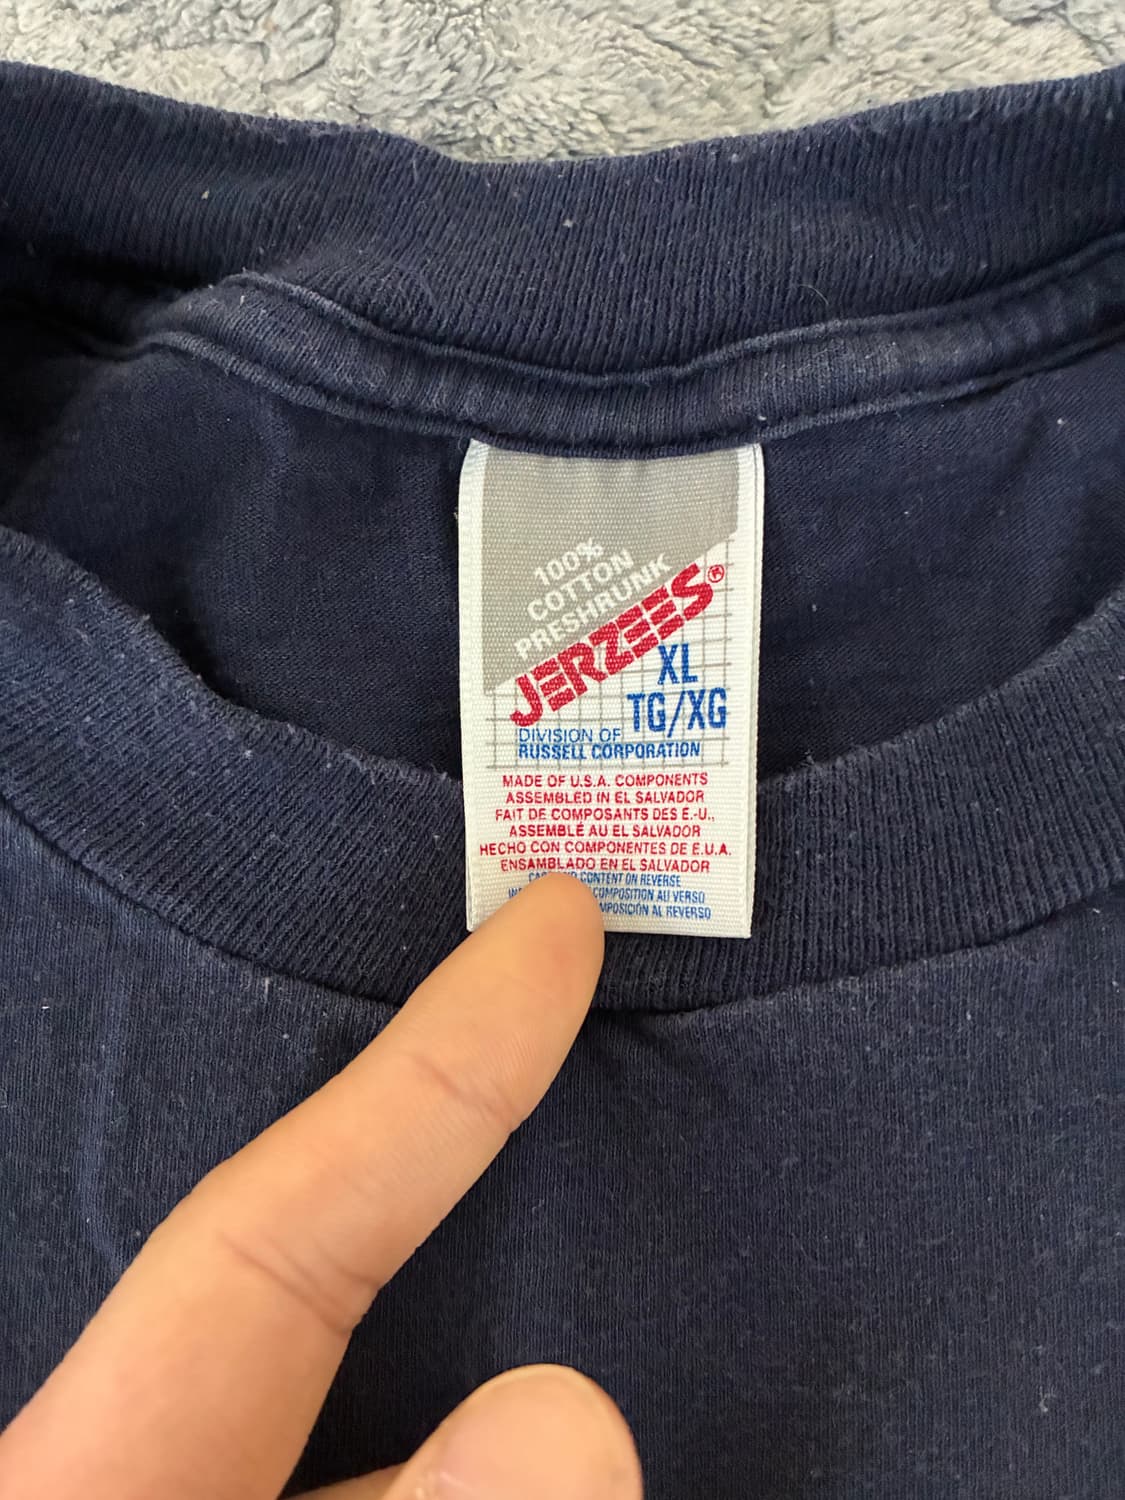 100%
COTTON
PRESHRUNK
JERZEES®
XL
TG/XG
DIVISION OF
RUSSELL CORPORATION
MADE OF U.S.A. COMPONENTS
ASSEMBLED IN EL SALVADOR
FAIT DE COMPOSANTS DES É.-U.,
ASSEMBLÉ AU EL SALVADOR
HECHO CON COMPONENTES DE E.U.A.
ENSAMBLADO EN EL SALVADOR
CONTENT ON REVERSE
COMPOSITION AU VERSO
AL REVERSO